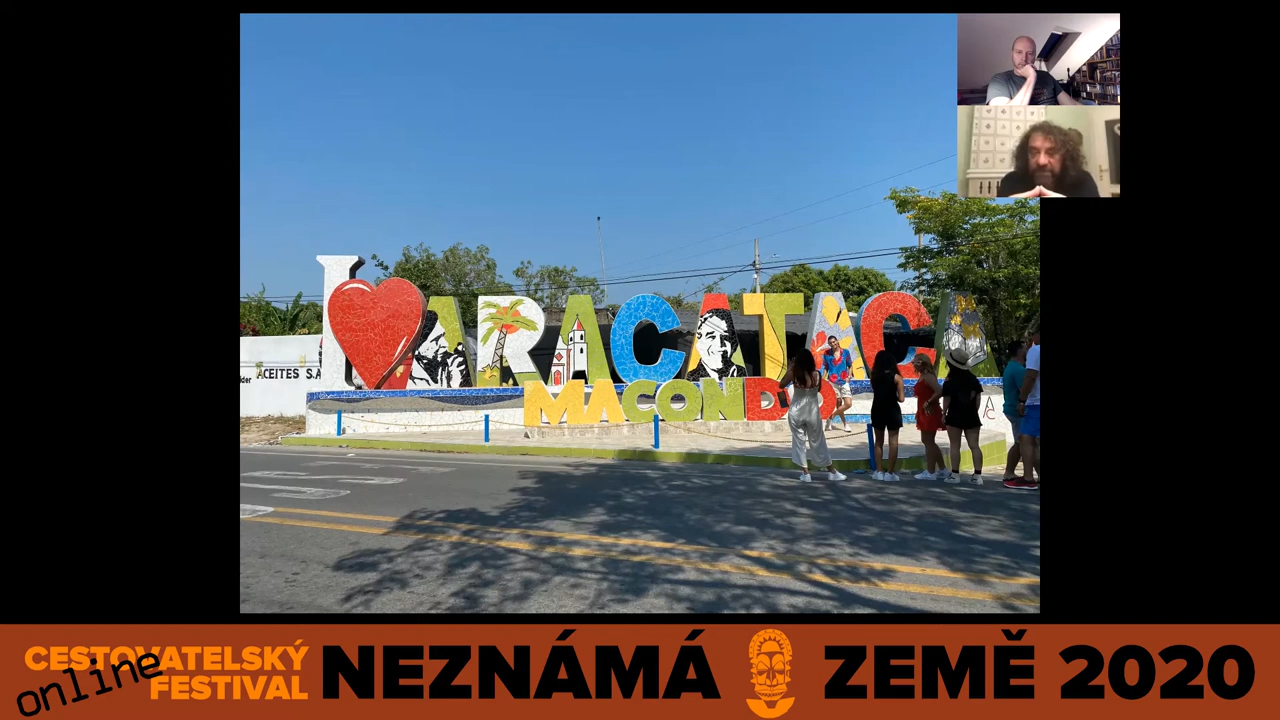 I ARACATACA
MACONDO
ACEITES S.A
CESTOVATELSKÝ
FESTIVAL
online
NEZNÁMÁ ZEMĚ 2020